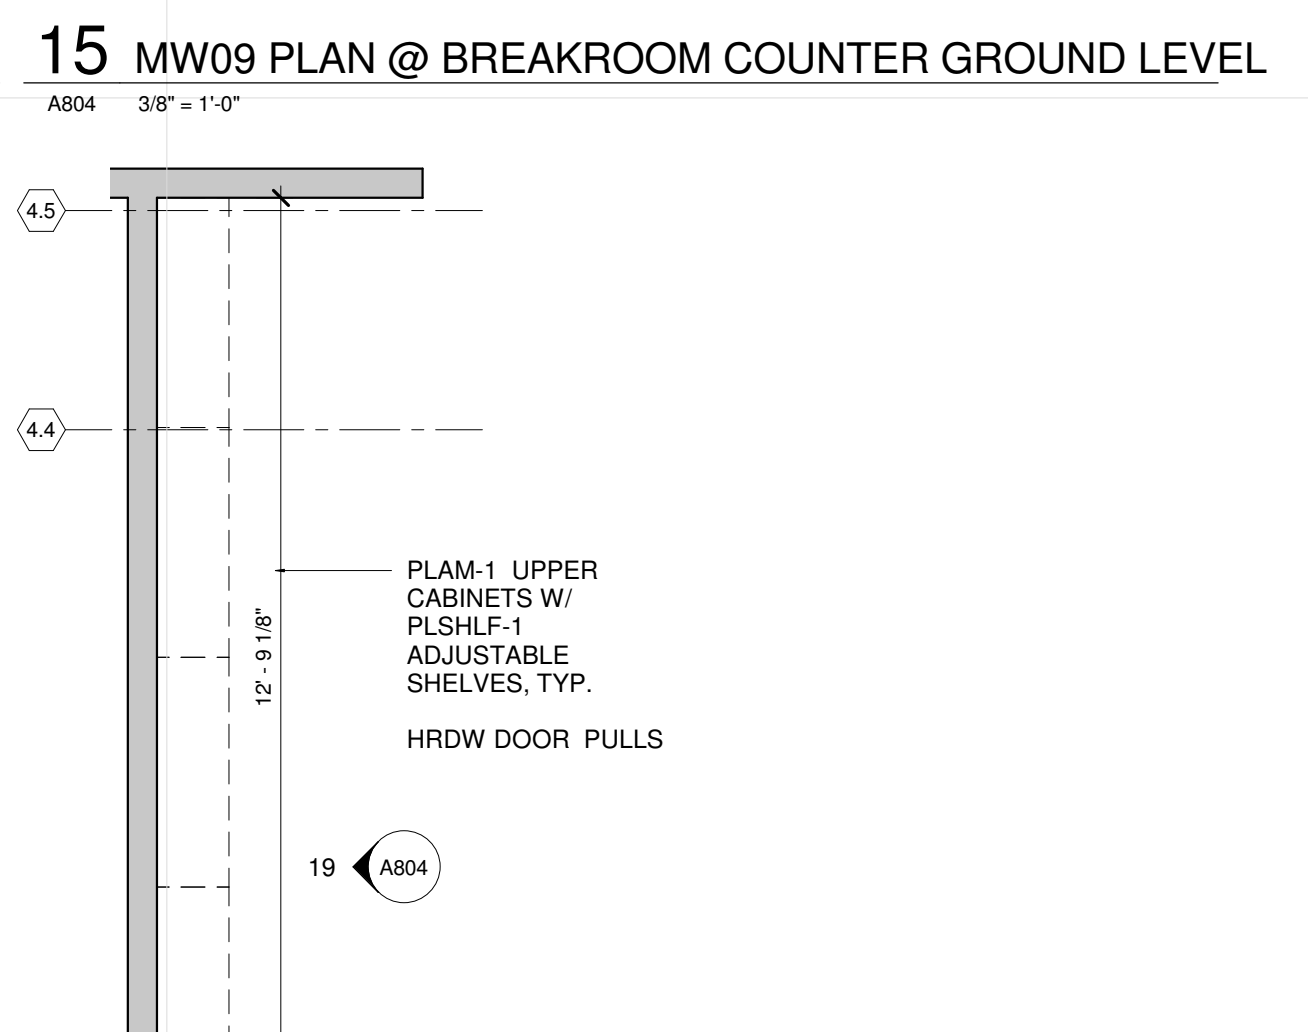 15 MW09 PLAN @ BREAKROOM COUNTER GROUND LEVEL
A804 3/8" = 1'-0"
4.5
4.4
PLAM-1 UPPER
CABINETS W/
PLSHLF-1
ADJUSTABLE
SHELVES, TYP.
12' - 9 1/8"
HRDW DOOR PULLS
19 A804